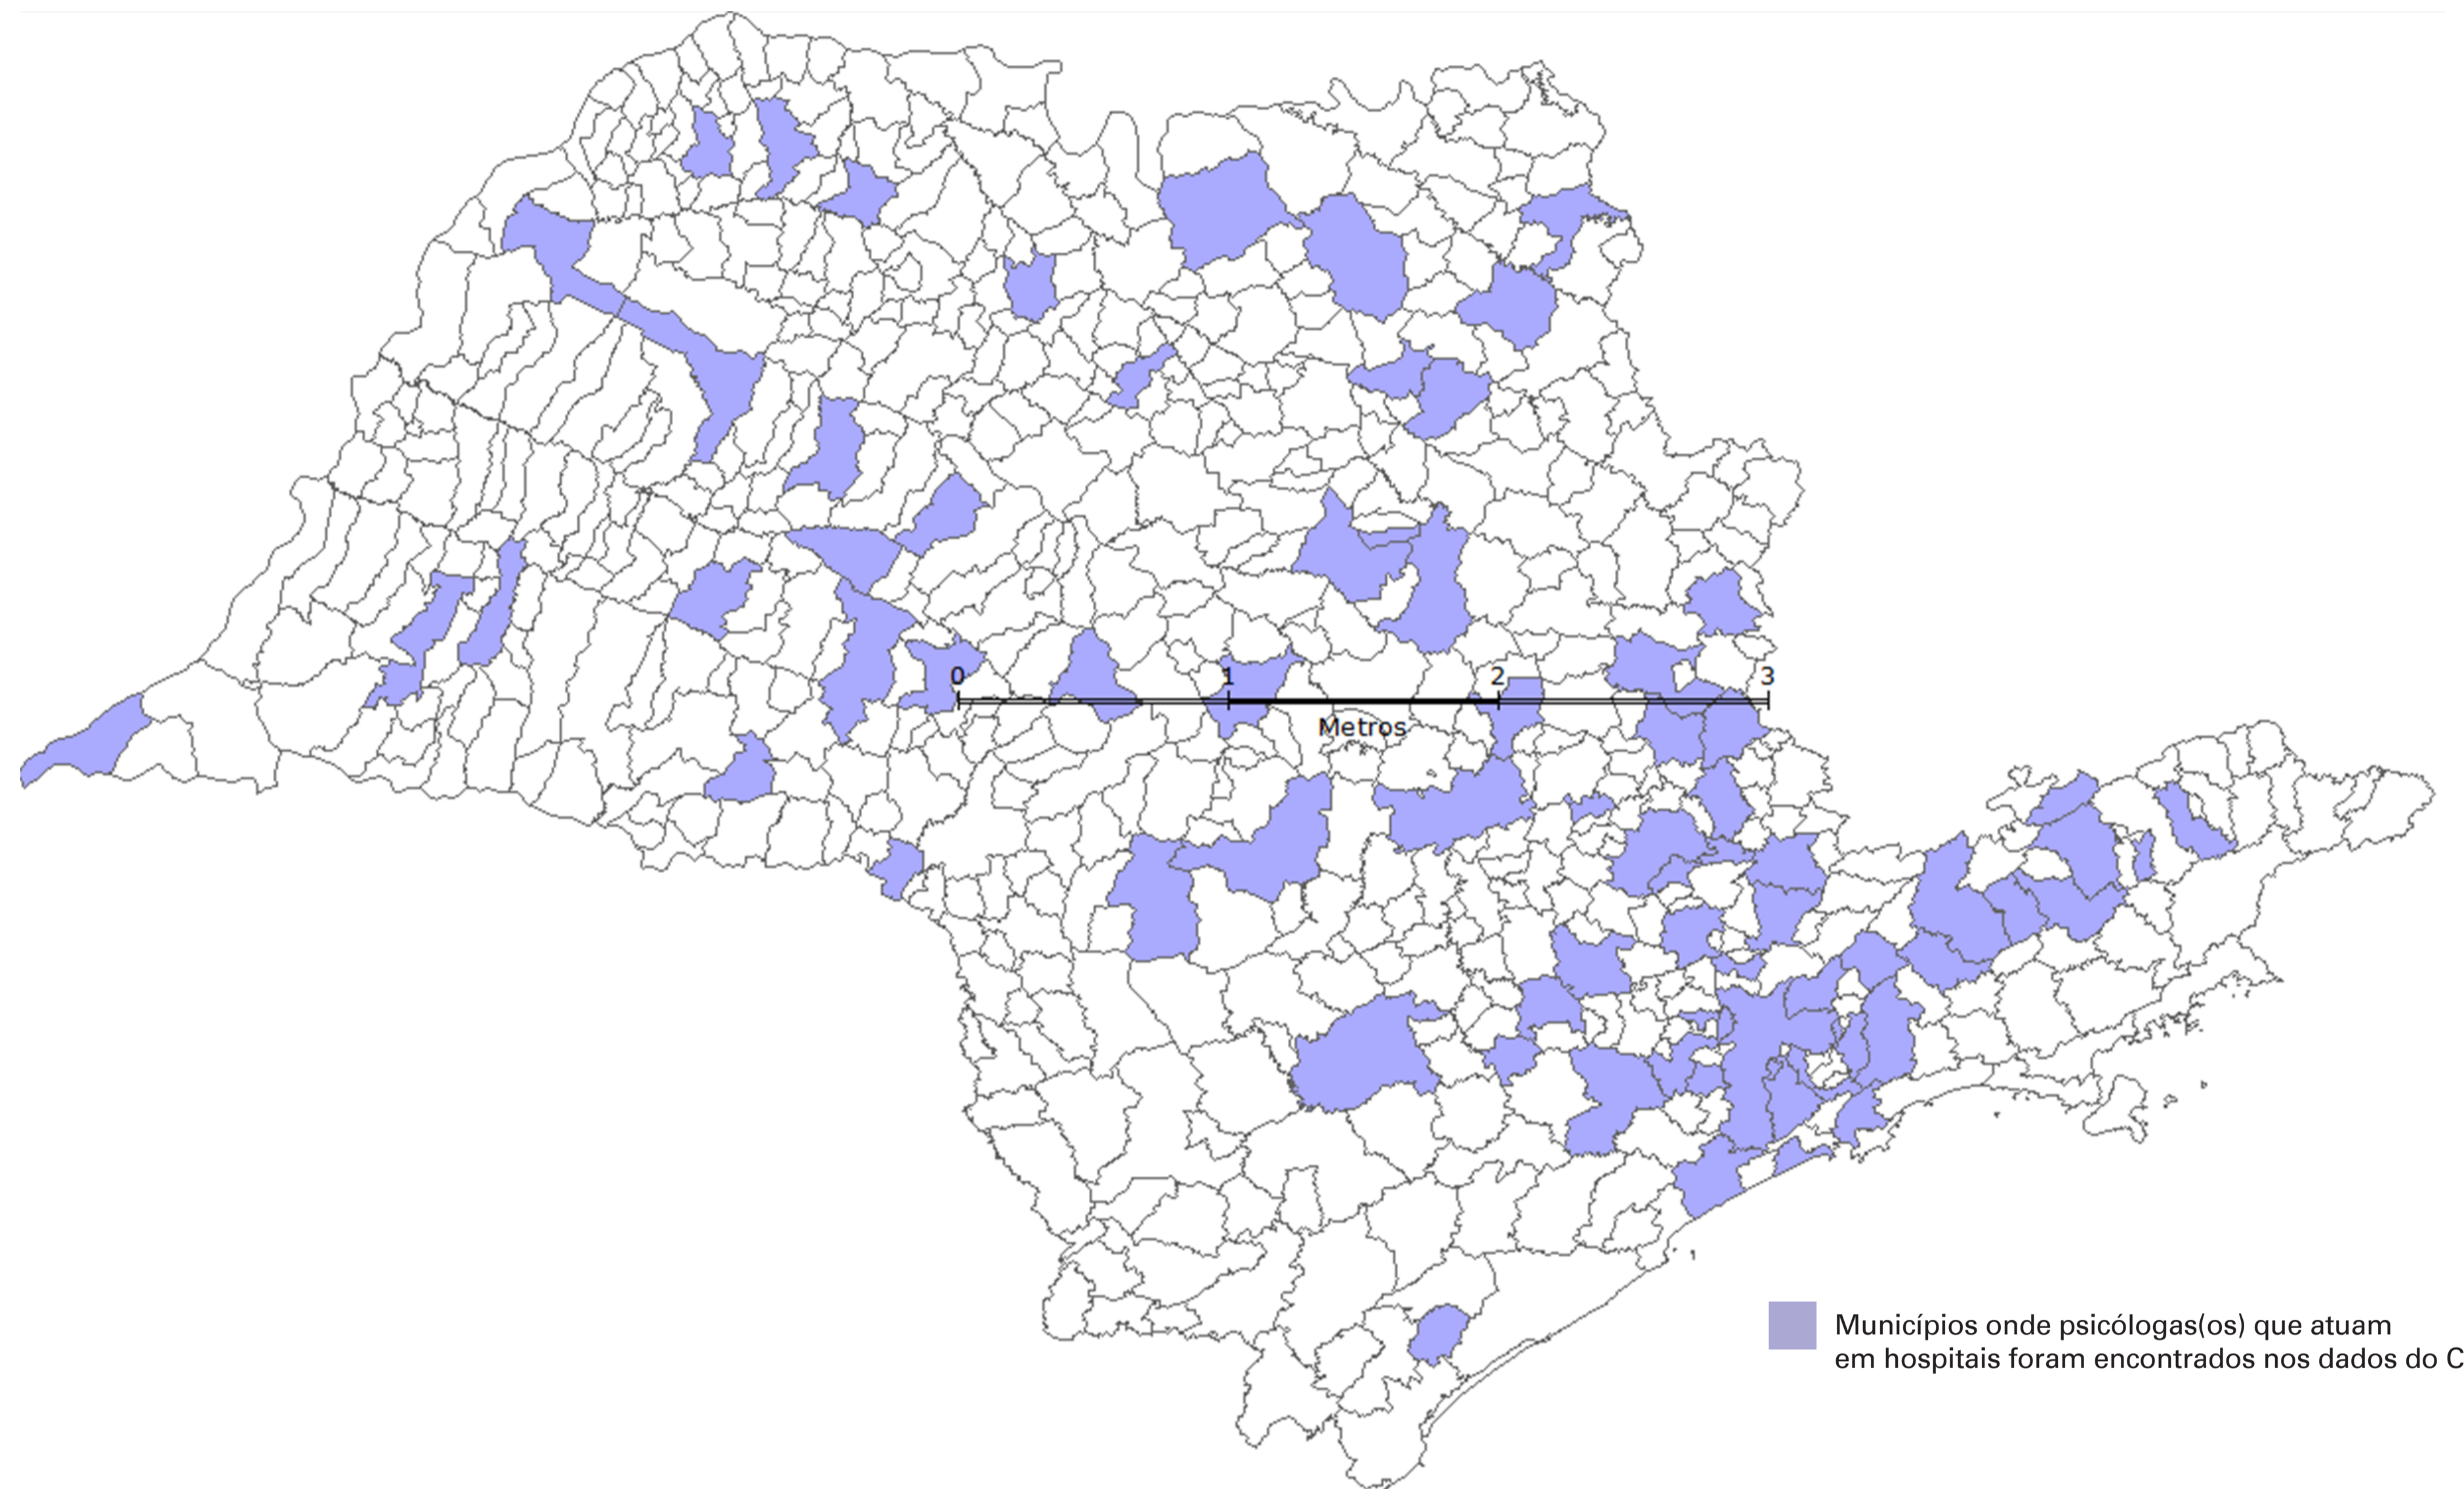 0 1 2 3
Metros
Municípios onde psicólogas(os) que atuam
em hospitais foram encontrados nos dados do C